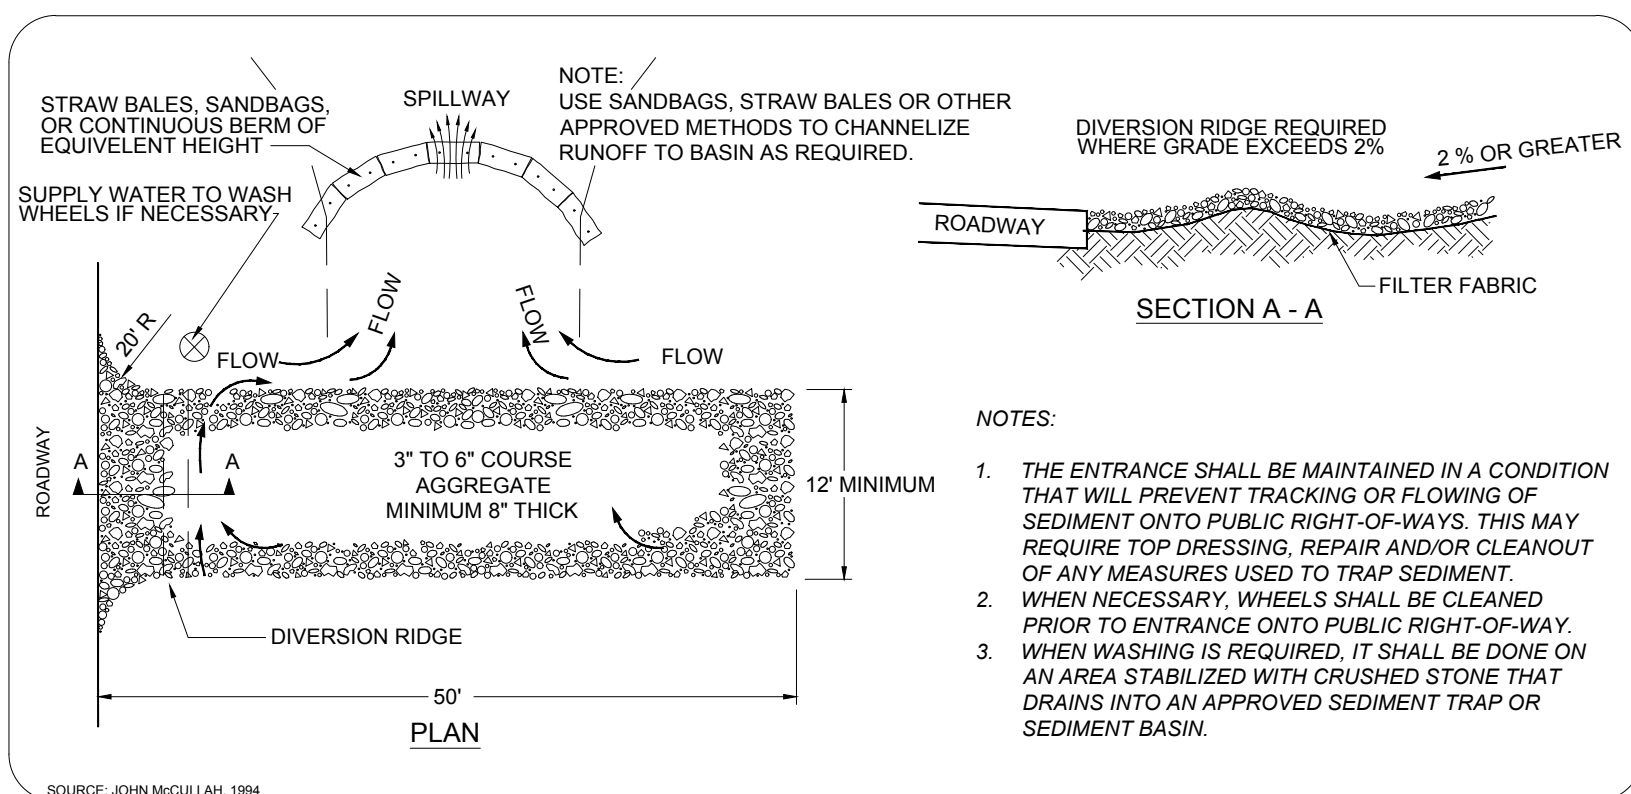 STRAW BALES, SANDBAGS,
OR CONTINUOUS BERM OF
EQUIVELENT HEIGHT
SUPPLY WATER TO WASH
WHEELS IF NECESSARY
SPILLWAY
NOTE:
USE SANDBAGS, STRAW BALES OR OTHER
APPROVED METHODS TO CHANNELIZE
RUNOFF TO BASIN AS REQUIRED.
DIVERSION RIDGE REQUIRED
WHERE GRADE EXCEEDS 2%
2 % OR GREATER
ROADWAY
FILTER FABRIC
SECTION A - A
20' R
FLOW
FLOW
FLOW
FLOW
ROADWAY
A
A
3" TO 6" COURSE
AGGREGATE
MINIMUM 8" THICK
12' MINIMUM
DIVERSION RIDGE
50'
PLAN
NOTES:
1. THE ENTRANCE SHALL BE MAINTAINED IN A CONDITION
THAT WILL PREVENT TRACKING OR FLOWING OF
SEDIMENT ONTO PUBLIC RIGHT-OF-WAYS. THIS MAY
REQUIRE TOP DRESSING, REPAIR AND/OR CLEANOUT
OF ANY MEASURES USED TO TRAP SEDIMENT.
2. WHEN NECESSARY, WHEELS SHALL BE CLEANED
PRIOR TO ENTRANCE ONTO PUBLIC RIGHT-OF-WAY.
3. WHEN WASHING IS REQUIRED, IT SHALL BE DONE ON
AN AREA STABILIZED WITH CRUSHED STONE THAT
DRAINS INTO AN APPROVED SEDIMENT TRAP OR
SEDIMENT BASIN.
SOURCE: JOHN McCULLAH, 1994